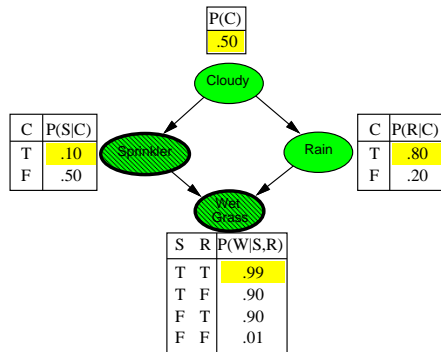 P(C)
.50
Cloudy
C P(S|C)
T .10
F .50
Sprinkler
Rain
C P(R|C)
T .80
F .20
Wet
Grass
S R P(W|S,R)
T T .99
T F .90
F T .90
F F .01